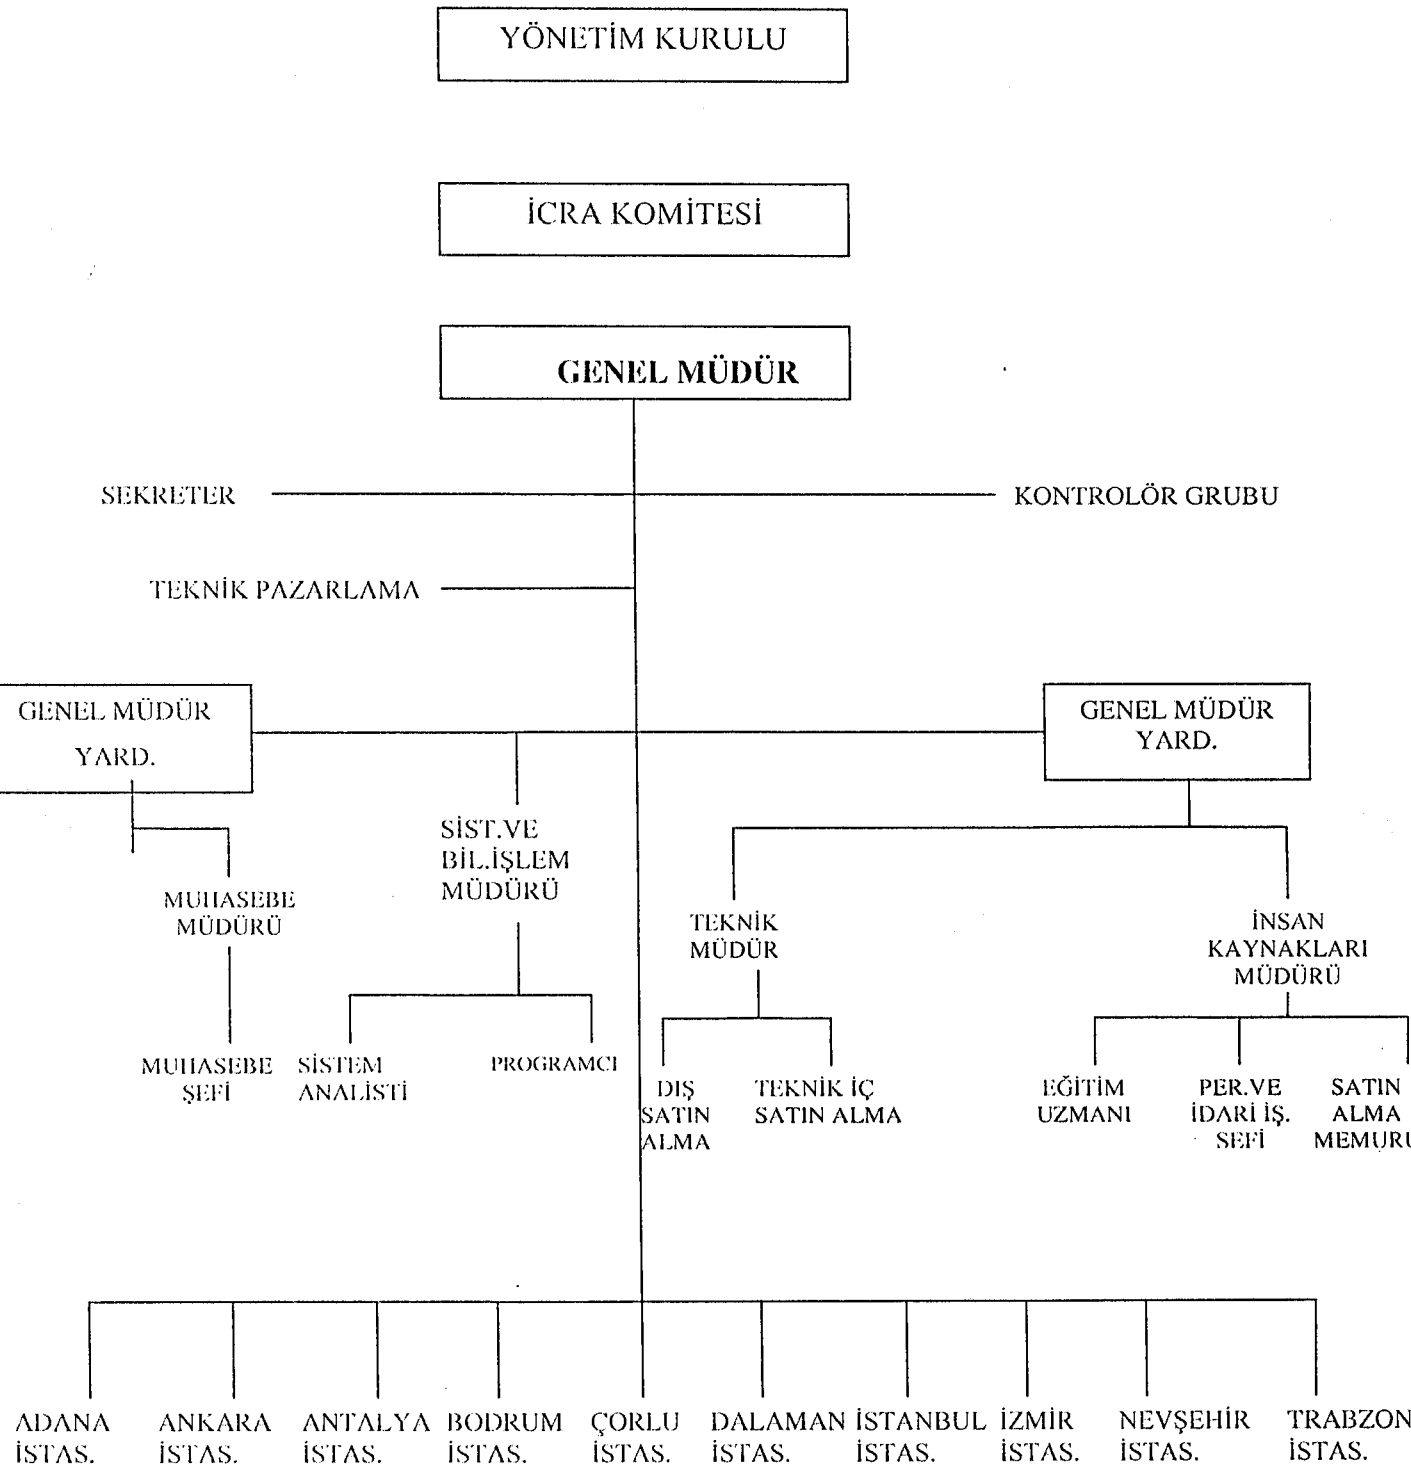 YÖNETİM KURULU
İCRA KOMİTESİ
GENEL MÜDÜR
SEKRETER
KONTROLÖR GRUBU
TEKNİK PAZARLAMA
GENEL MÜDÜR
YARD.
GENEL MÜDÜR
YARD.
SİST.VE
BİL.İŞLEM
MÜDÜRÜ
MUHASEBE
MÜDÜRÜ
TEKNİK
MÜDÜR
İNSAN
KAYNAKLARI
MÜDÜRÜ
MUHASEBE
ŞEFİ
SİSTEM
ANALİSTİ
PROGRAMCI
DIŞ
SATIN
ALMA
TEKNİK İÇ
SATIN ALMA
EĞİTİM
UZMANI
PER.VE
İDARİ İŞ.
SEFİ
SATIN
ALMA
MEMURU
ADANA
İSTAS.
ANKARA
İSTAS.
ANTALYA
İSTAS.
BODRUM
İSTAS.
ÇORLU
İSTAS.
DALAMAN
İSTAS.
İSTANBUL
İSTAS.
İZMİR
İSTAS.
NEVŞEHİR
İSTAS.
TRABZON
İSTAS.